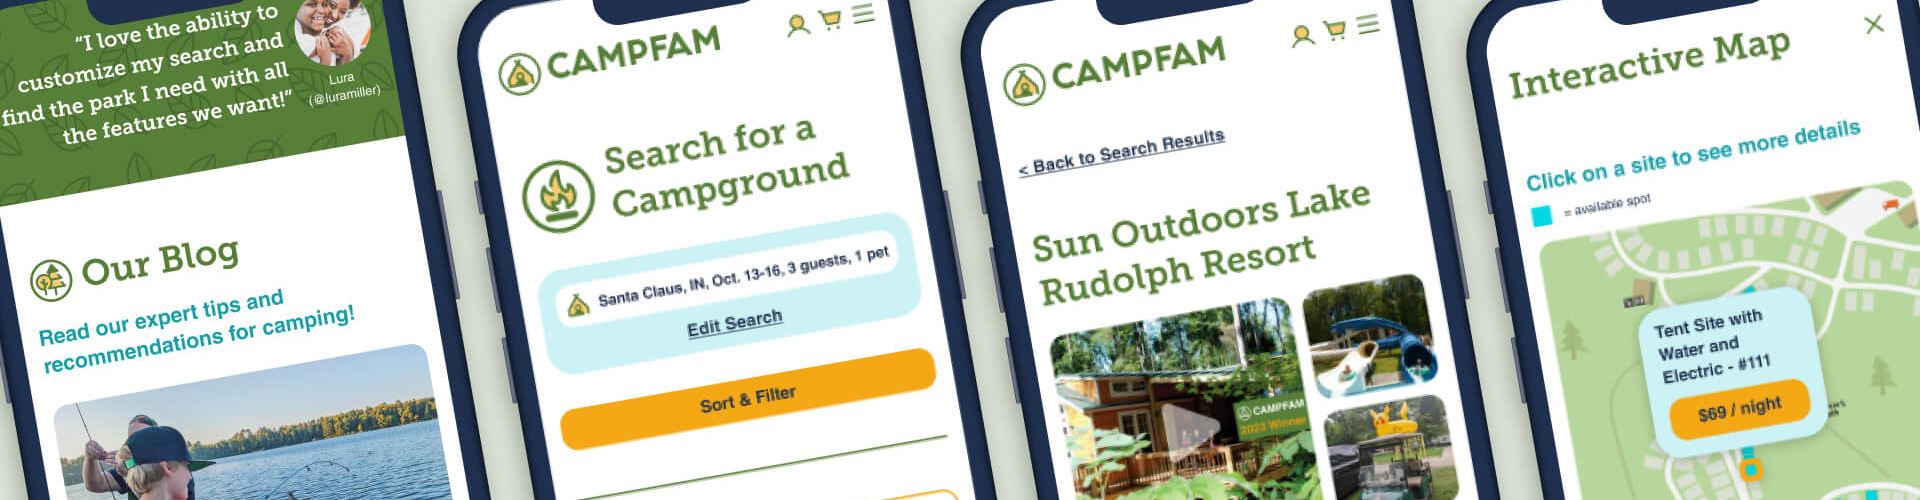 “I love the ability to
customize my search and
find the park I need with all
the features we want!”
Lura
(@luramiller)
Our Blog
Read our expert tips and
recommendations for camping!
CAMPFAM
Search for a
Campground
Santa Claus, IN, Oct. 13-16, 3 guests, 1 pet
Edit Search
Sort & Filter
CAMPFAM
< Back to Search Results
Sun Outdoors Lake
Rudolph Resort
CAMPFAM
2023 Winner
Interactive Map
Click on a site to see more details
= available spot
Tent Site with
Water and
Electric - #111
$69 / night